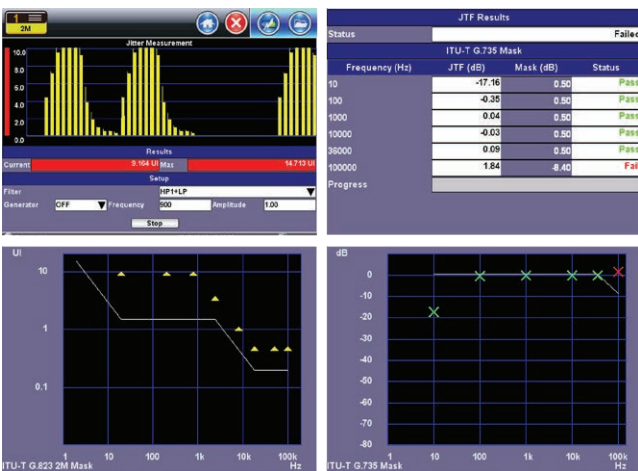 1
2M
Jitter Measurement
10.0
8.0
6.0
4.0
2.0
0.0
Results
Current 9.164 UI Max 14.713 UI
Setup
Filter HP1+LP
Generator OFF Frequency 900 Amplitude 1.00
Stop
JTF Results
Status Failed
ITU-T G.735 Mask
Frequency (Hz) JTF (dB) Mask (dB) Status
10 -17.16 0.50 Pass
100 -0.35 0.50 Pass
1000 0.04 0.50 Pass
10000 -0.03 0.50 Pass
36000 0.09 0.50 Pass
100000 1.84 -8.40 Fail
Progress
UI
10
1
0.1
1 10 100 1k 10k 100k
ITU-T G.823 2M Mask Hz
dB
0
-10
-20
-30
-40
-50
-60
-70
-80
1 10 100 1k 10k 100k
ITU-T G.735 Mask Hz